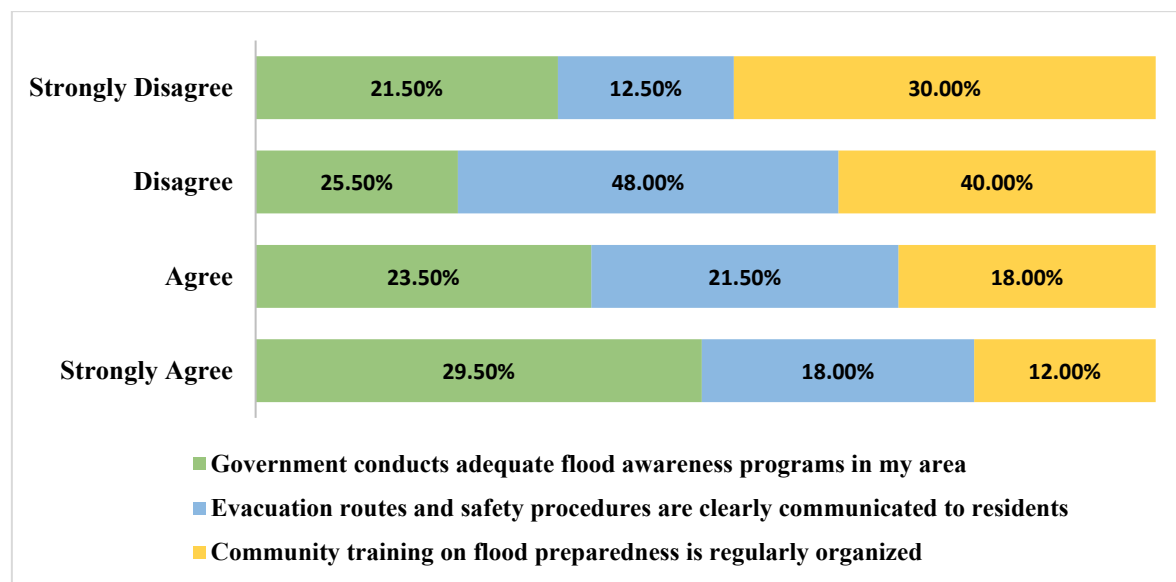 Strongly Disagree
21.50% 12.50% 30.00%
Disagree
25.50% 48.00% 40.00%
Agree
23.50% 21.50% 18.00%
Strongly Agree
29.50% 18.00% 12.00%
Government conducts adequate flood awareness programs in my area
Evacuation routes and safety procedures are clearly communicated to residents
Community training on flood preparedness is regularly organized